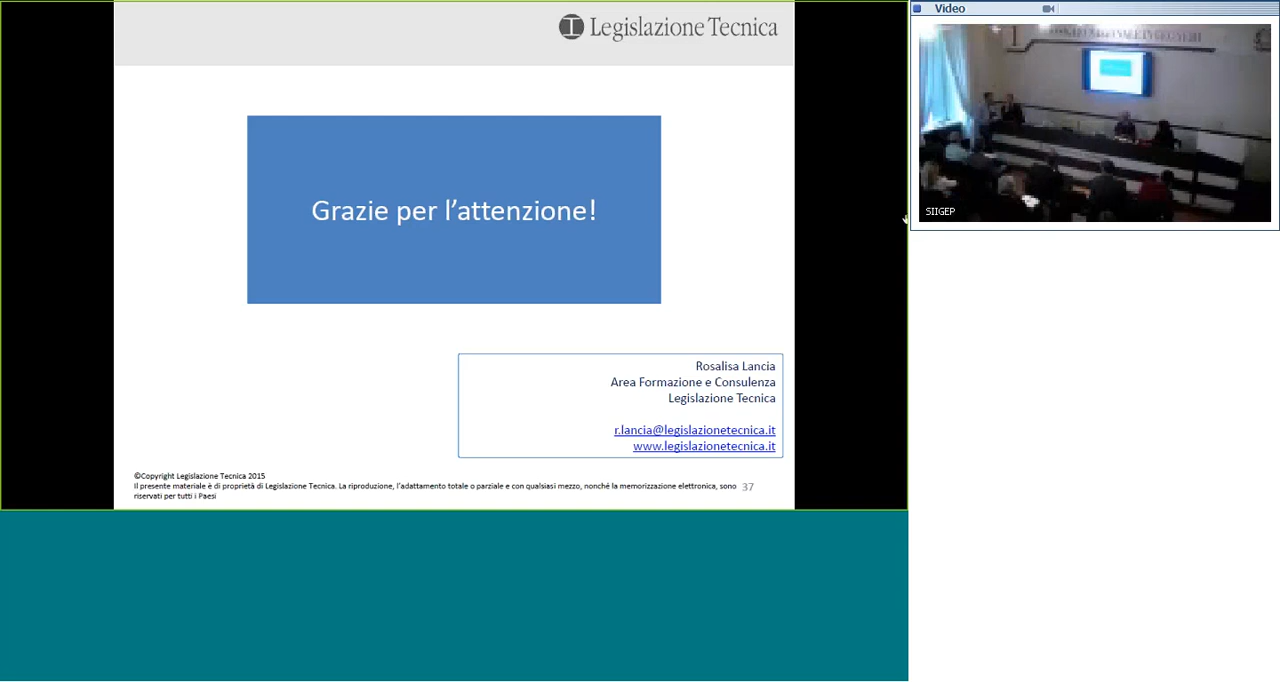 Legislazione Tecnica
Grazie per l'attenzione!
Rosalisa Lancia
Area Formazione e Consulenza
Legislazione Tecnica
r.lancia@legislazionetecnica.it
www.legislazionetecnica.it
©Copyright Legislazione Tecnica 2015
Il presente materiale è di proprietà di Legislazione Tecnica. La riproduzione, l'adattamento totale o parziale e con qualsiasi mezzo, nonché la memorizzazione elettronica, sono
riservati per tutti i Paesi
37
Video
SIIGEP